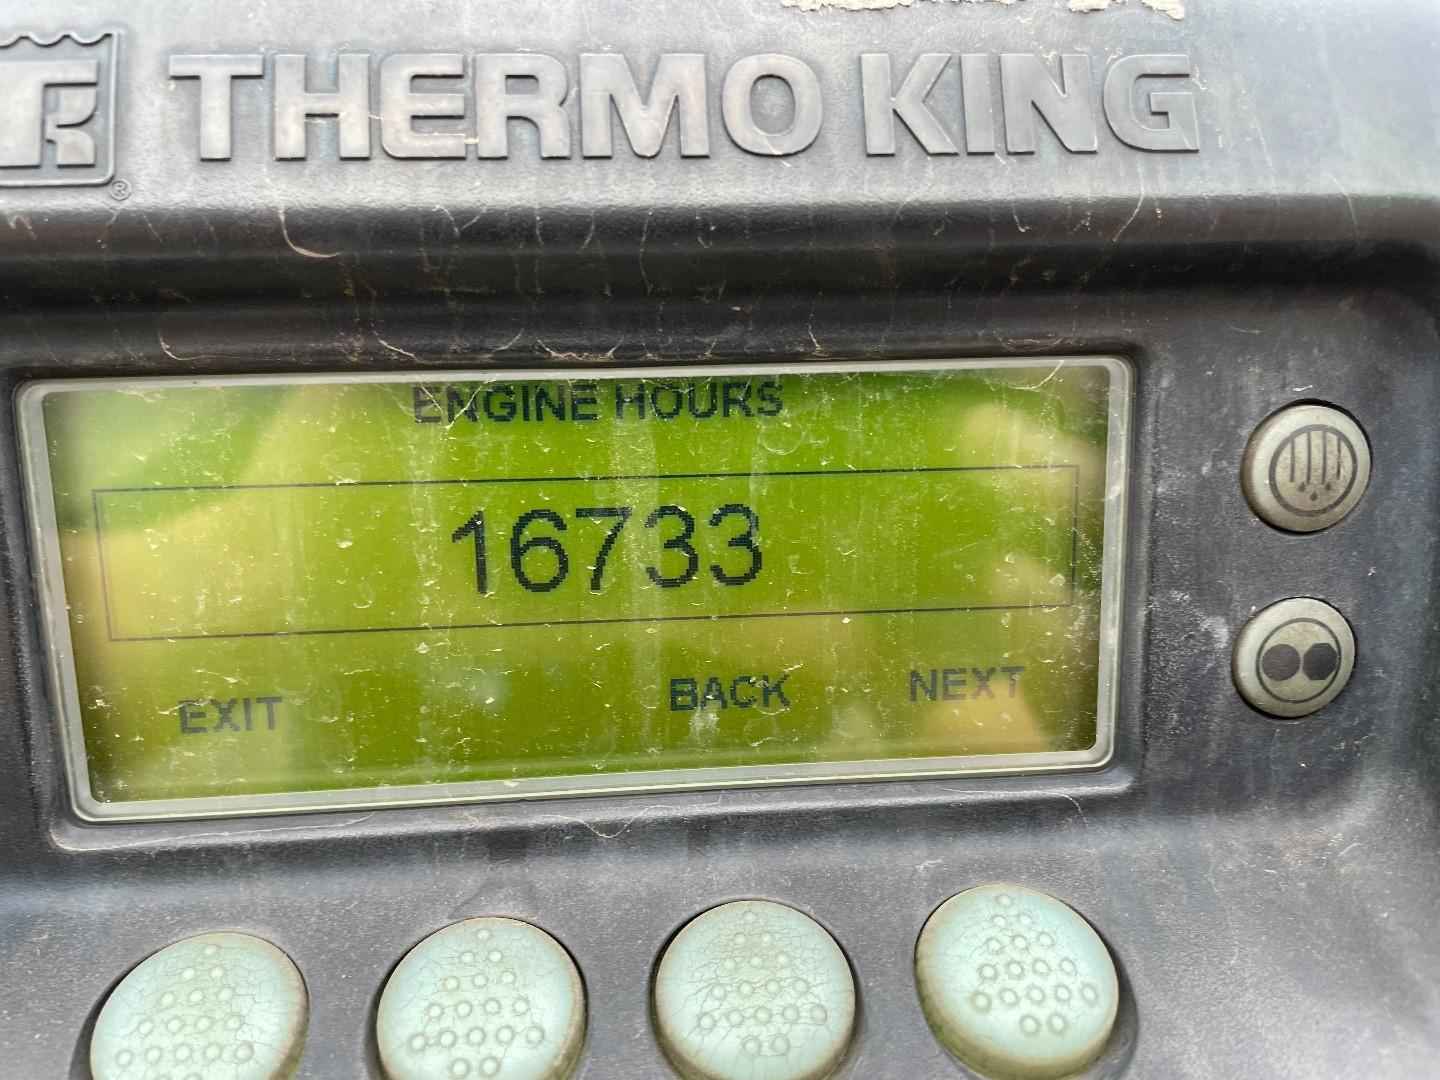 THERMO KING
ENGINE HOURS
16733
EXIT BACK NEXT